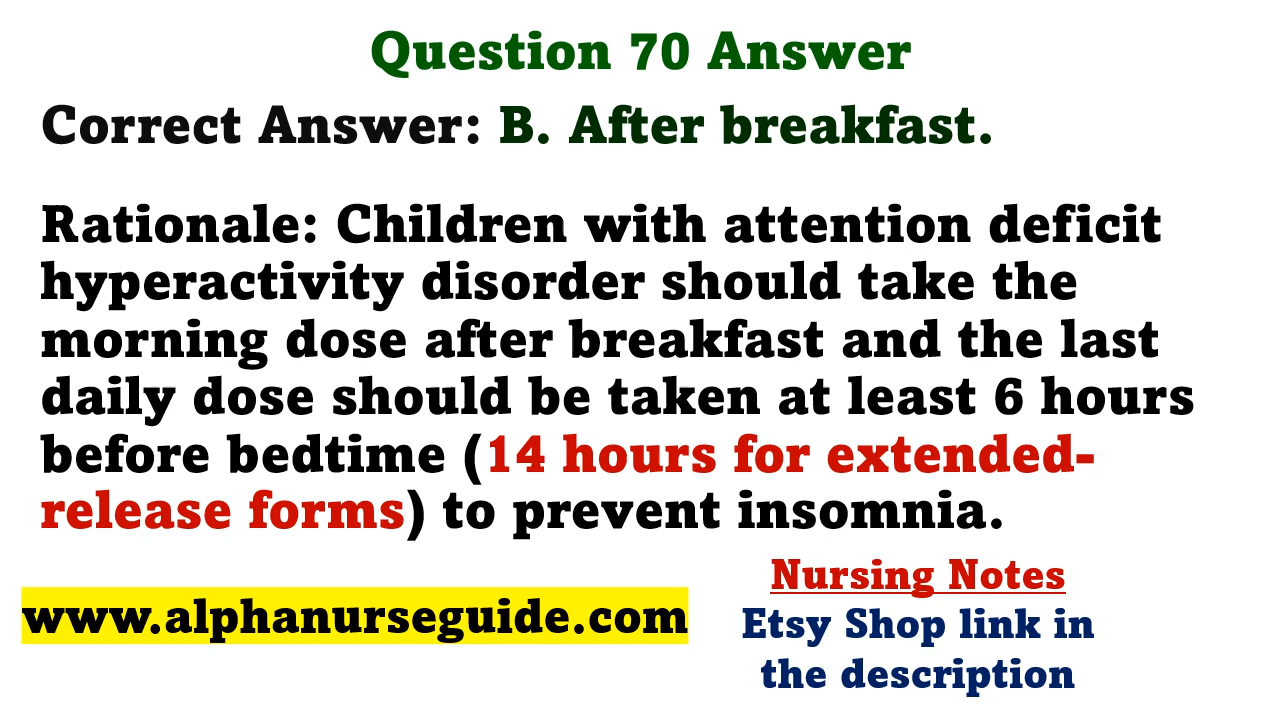 Question 70 Answer
Correct Answer: B. After breakfast.
Rationale: Children with attention deficit
hyperactivity disorder should take the
morning dose after breakfast and the last
daily dose should be taken at least 6 hours
before bedtime (14 hours for extended-
release forms) to prevent insomnia.
www.alphanurseguide.com
Nursing Notes
Etsy Shop link in
the description